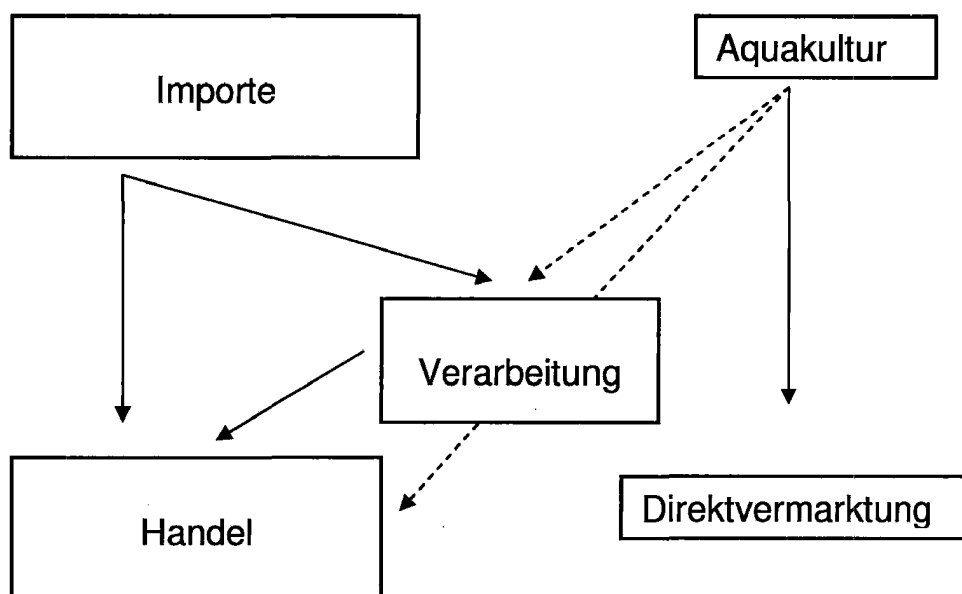 Importe
Aquakultur
Verarbeitung
Handel
Direktvermarktung